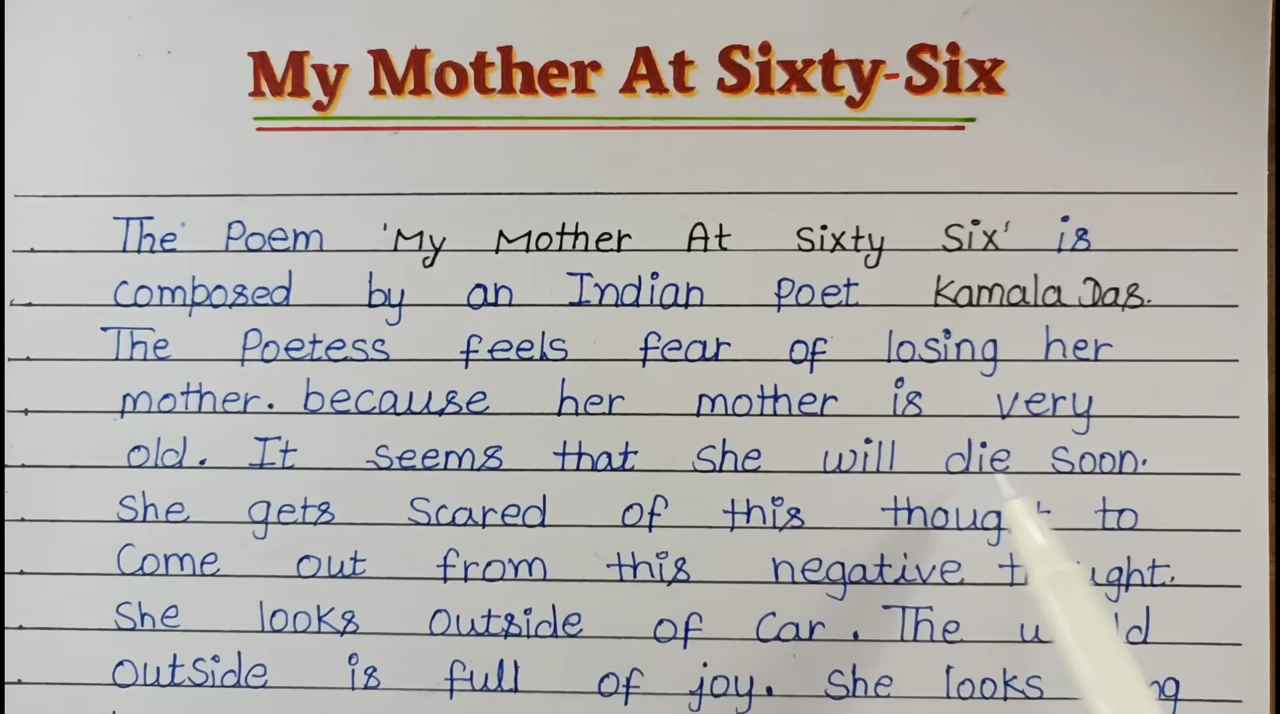 My Mother At Sixty-Six
The Poem 'My Mother At Sixty Six' is
composed by an Indian poet Kamala Das.
The Poetess feels fear of losing her
mother. because her mother is very
old. It seems that she will die soon.
She gets scared of this to
Come out from this negative
She looks outside of car. The
outside is full of joy. She looks